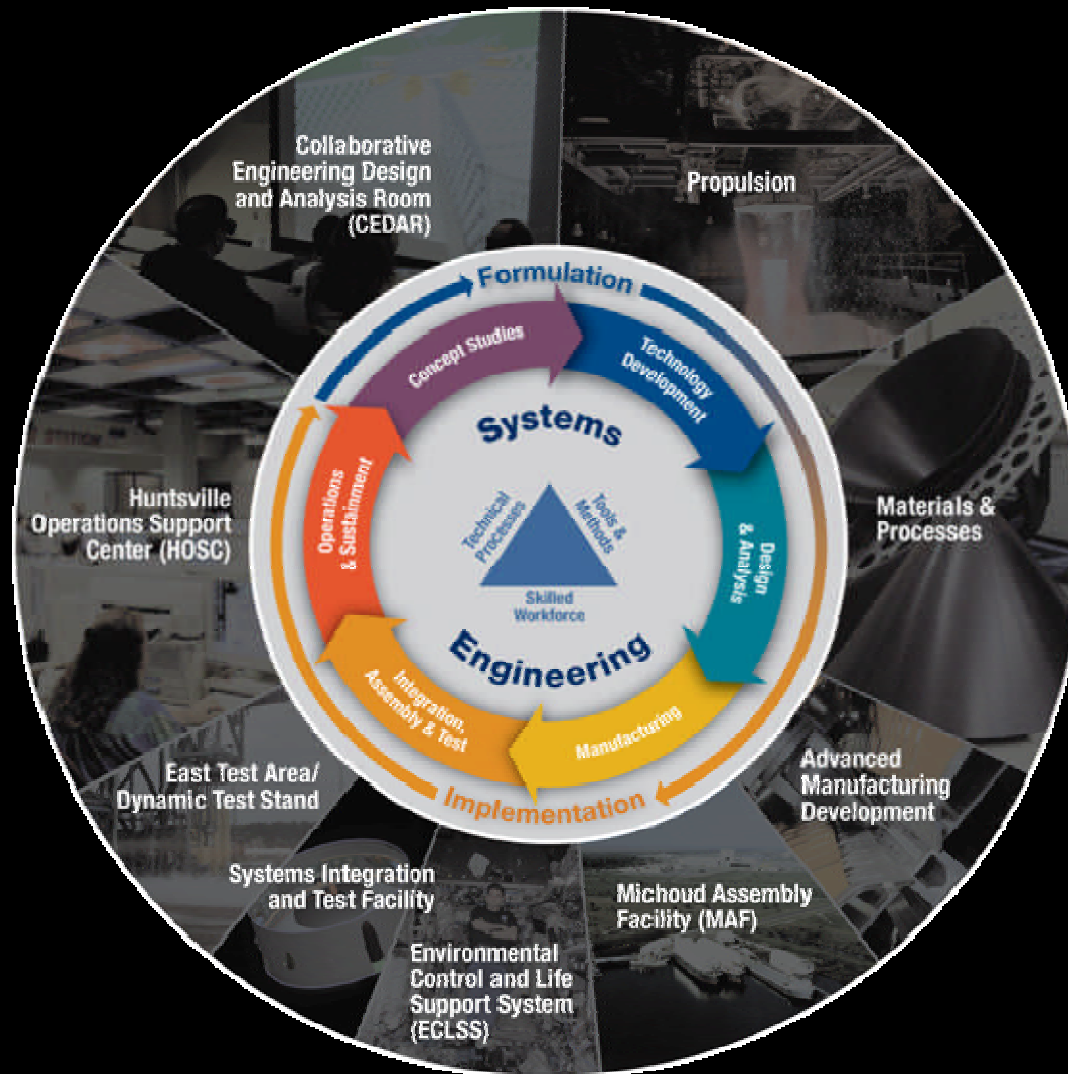 Collaborative
Engineering Design
and Analysis Room
(CEDAR)
Propulsion
Materials &
Processes
Advanced
Manufacturing
Development
Michoud Assembly
Facility (MAF)
Environmental
Control and Life
Support System
(ECLSS)
Systems Integration
and Test Facility
East Test Area/
Dynamic Test Stand
Huntsville
Operations Support
Center (HOSC)
Formulation
Implementation
Concept Studies
Technology
Development
Design
& Analysis
Manufacturing
Integration,
Assembly & Test
Operations
& Sustainment
Systems
Engineering
Technical
Processes
Tools &
Methods
Skilled
Workforce